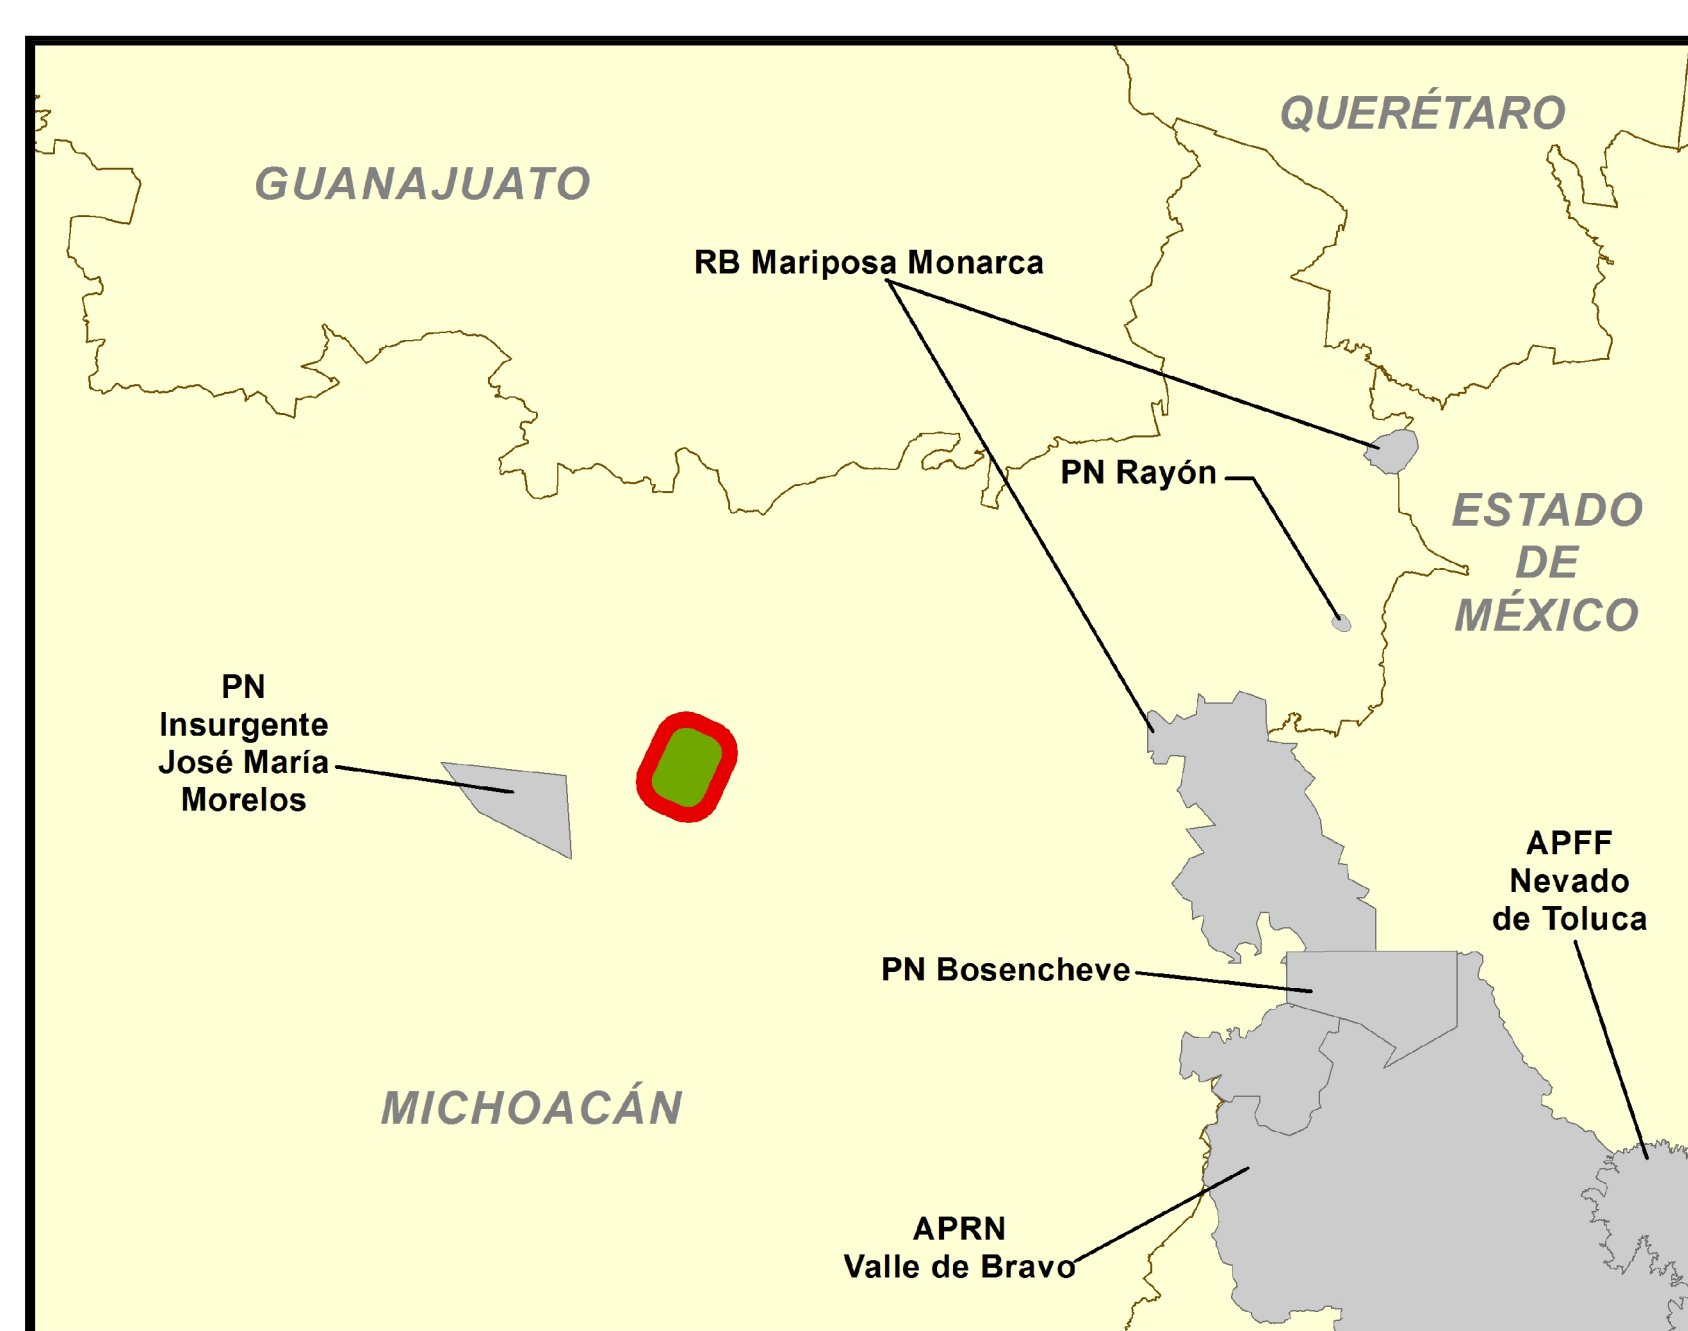 QUERÉTARO
GUANAJUATO
RB Mariposa Monarca
PN Rayón
ESTADO
DE
MÉXICO
PN
Insurgente
José María
Morelos
APFF
Nevado
de Toluca
PN Bosencheve
MICHOACÁN
APRN
Valle de Bravo